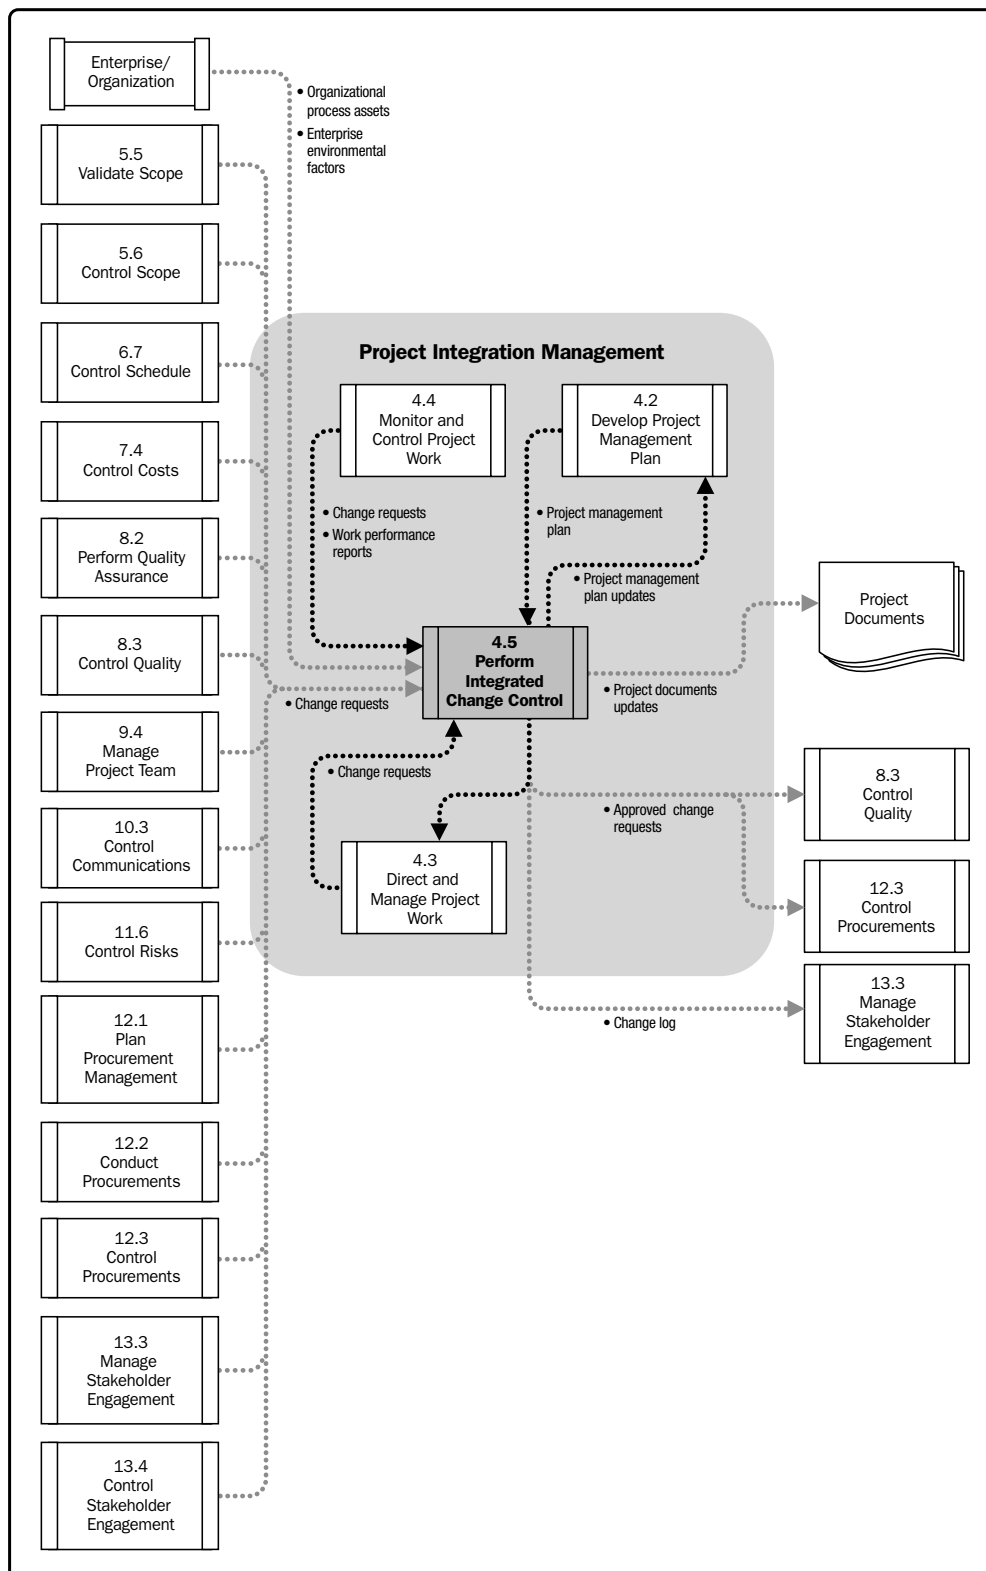 Enterprise/
Organization
• Organizational
process assets
• Enterprise
environmental
factors
5.5
Validate Scope
5.6
Control Scope
6.7
Control Schedule
7.4
Control Costs
8.2
Perform Quality
Assurance
8.3
Control Quality
9.4
Manage
Project Team
10.3
Control
Communications
11.6
Control Risks
12.1
Plan
Procurement
Management
12.2
Conduct
Procurements
12.3
Control
Procurements
13.3
Manage
Stakeholder
Engagement
13.4
Control
Stakeholder
Engagement
Project Integration Management
4.4
Monitor and
Control Project
Work
4.2
Develop Project
Management
Plan
• Change requests
• Work performance
reports
• Project management
plan
• Project management
plan updates
4.5
Perform
Integrated
Change Control
• Change requests
• Project documents
updates
• Change requests
• Approved change
requests
4.3
Direct and
Manage Project
Work
• Change log
Project
Documents
8.3
Control
Quality
12.3
Control
Procurements
13.3
Manage
Stakeholder
Engagement